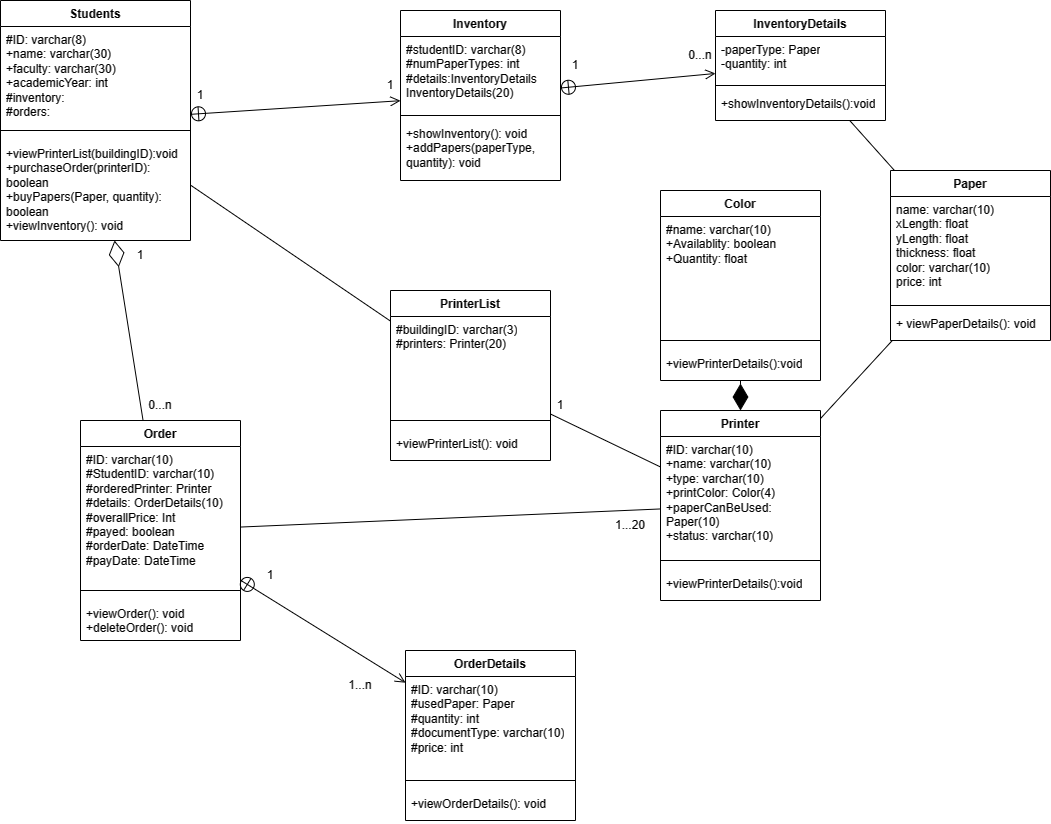 Students
#ID: varchar(8)
+name: varchar(30)
+faculty: varchar(30)
+academicYear: int
#inventory:
#orders:
+viewPrinterList(buildingID):void
+purchaseOrder(printerID):
boolean
+buyPapers(Paper, quantity):
boolean
+viewInventory(): void
1
1
Inventory
#studentID: varchar(8)
#numPaperTypes: int
#details:InventoryDetails
InventoryDetails(20)
+showInventory(): void
+addPapers(paperType,
quantity): void
1
0...n
InventoryDetails
-paperType: Paper
-quantity: int
+showInventoryDetails():void
Paper
name: varchar(10)
xLength: float
yLength: float
thickness: float
color: varchar(10)
price: int
+ viewPaperDetails(): void
Color
#name: varchar(10)
+Availablity: boolean
+Quantity: float
+viewPrinterDetails():void
1
0...n
PrinterList
#buildingID: varchar(3)
#printers: Printer(20)
+viewPrinterList(): void
1
1...20
Printer
#ID: varchar(10)
+name: varchar(10)
+type: varchar(10)
+printColor: Color(4)
+paperCanBeUsed:
Paper(10)
+status: varchar(10)
+viewPrinterDetails():void
Order
#ID: varchar(10)
#StudentID: varchar(10)
#orderedPrinter: Printer
#details: OrderDetails(10)
#overallPrice: Int
#payed: boolean
#orderDate: DateTime
#payDate: DateTime
+viewOrder(): void
+deleteOrder(): void
1
1...n
OrderDetails
#ID: varchar(10)
#usedPaper: Paper
#quantity: int
#documentType: varchar(10)
#price: int
+viewOrderDetails(): void